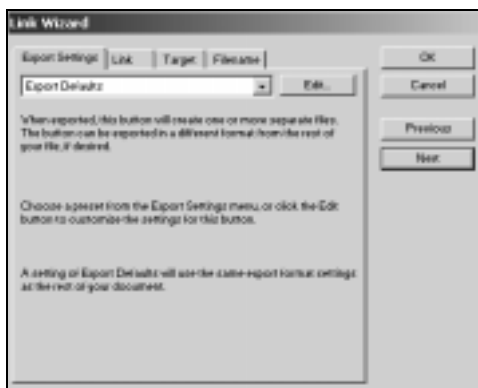 Link Wizard
Export Settings
Link
Target
Filename
OK
Export Defaults
Edit...
Cancel
When exported, this button will create one or more separate files.
The button can be exported in a different format from the rest of
your file, if desired.
Previous
Next
Choose a preset from the Export Settings menu, or click the Edit
button to customize the settings for this button.
A setting of Export Defaults will use the same export format settings
as the rest of your document.